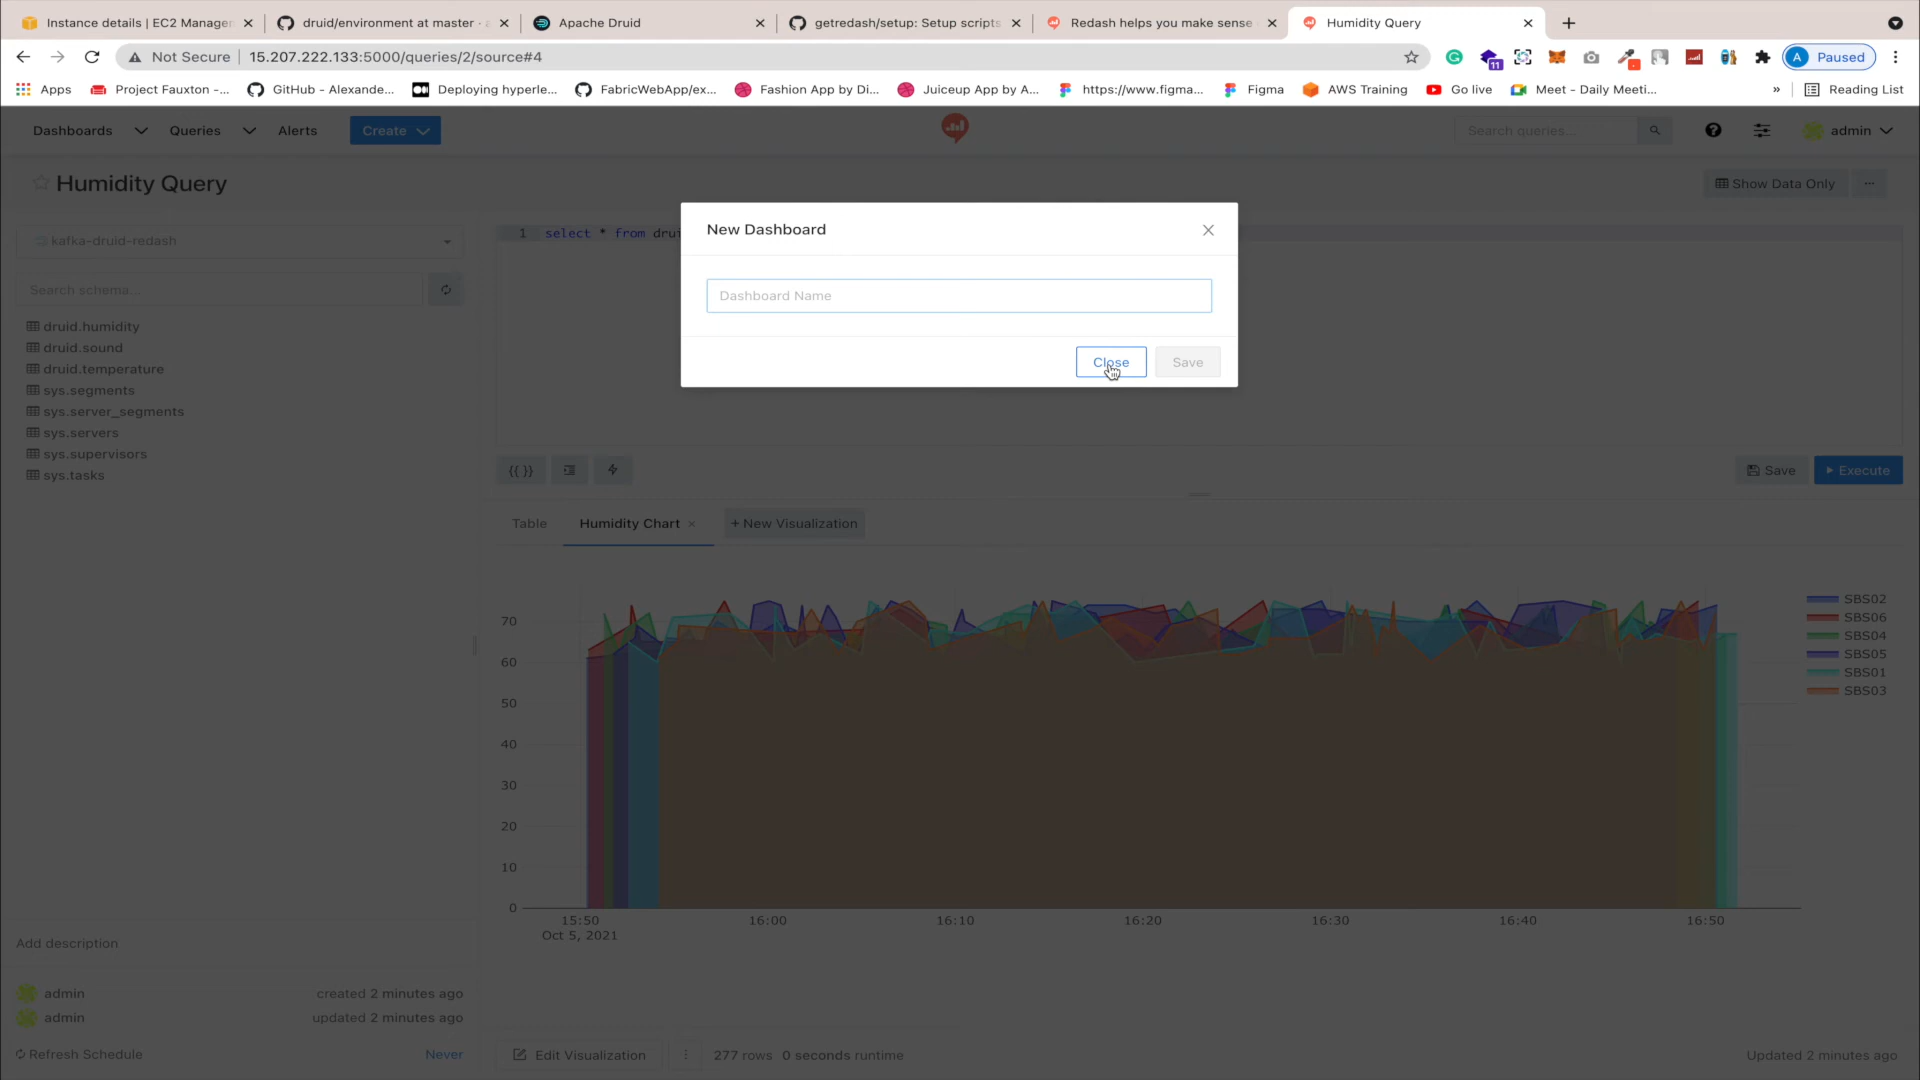 Instance details | EC2 Manager
druid/environment at master · a
Apache Druid
getredash/setup: Setup scripts
Redash helps you make sense
Humidity Query
Not Secure | 15.207.222.133:5000/queries/2/source#4
11
A Paused
Apps
Project Fauxton -...
GitHub - Alexande...
Deploying hyperle...
FabricWebApp/ex...
Fashion App by Di...
Juiceup App by A...
https://www.figma...
Figma
AWS Training
Go live
Meet - Daily Meeti...
»
Reading List
Dashboards
Queries
Alerts
Create
Search queries...
admin
Humidity Query
Show Data Only
...
kafka-druid-redash
Search schema...
druid.humidity
druid.sound
druid.temperature
sys.segments
sys.server_segments
sys.servers
sys.supervisors
sys.tasks
1 select * from drui
New Dashboard
Dashboard Name
Close
Save
{{ }}
Save
Execute
Table
Humidity Chart ×
+ New Visualization
70
60
50
40
30
20
10
0
15:50
Oct 5, 2021
16:00
16:10
16:20
16:30
16:40
16:50
SBS02
SBS06
SBS04
SBS05
SBS01
SBS03
Add description
admin created 2 minutes ago
admin updated 2 minutes ago
Refresh Schedule Never
Edit Visualization
277 rows 0 seconds runtime
Updated 2 minutes ago